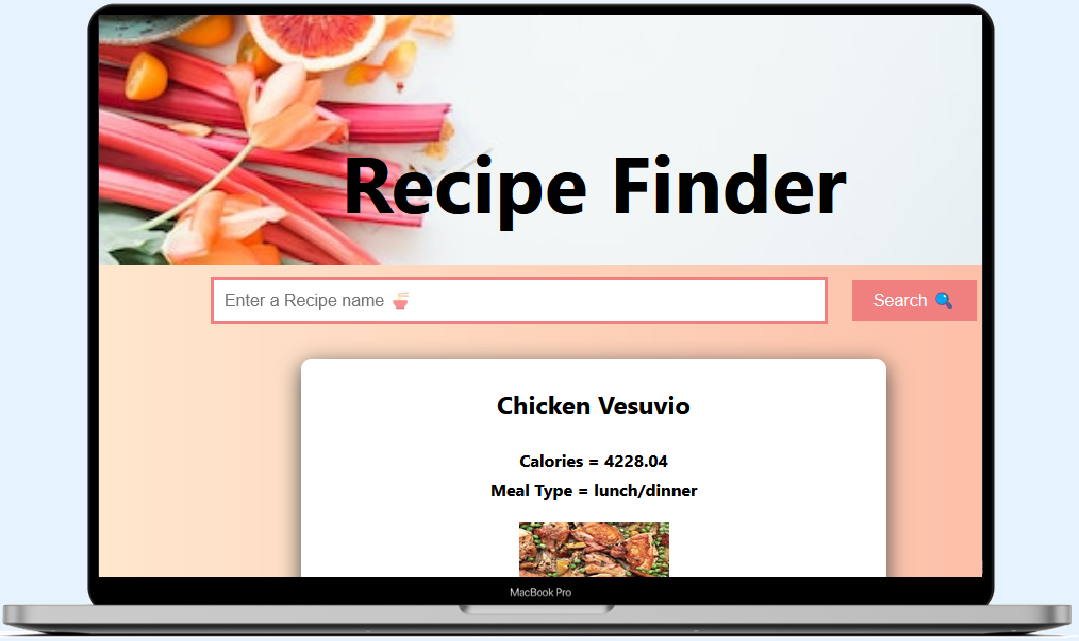 Recipe Finder
Enter a Recipe name 🍜
Search 🔍
Chicken Vesuvio
Calories = 4228.04
Meal Type = lunch/dinner
MacBook Pro